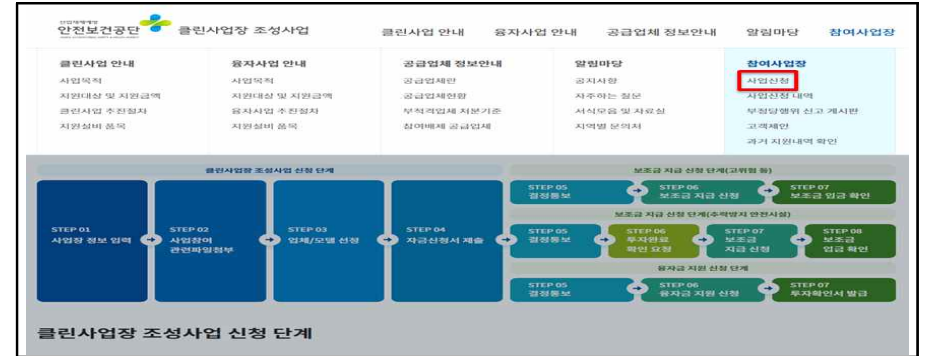 산업재해예방
안전보건공단 클린사업장 조성사업
클린사업 안내 융자사업 안내 공급업체 정보안내 알림마당 참여사업장
클린사업 안내 융자사업 안내 공급업체 정보안내 알림마당 참여사업장
사업목적 사업목적 공급업체란 공지사항 사업신청
지원대상 및 지원금액 지원대상 및 지원금액 공급업체현황 자주하는 질문 사업신청 내역
클린사업 추진절차 융자사업 추진절차 부적격업체 처분기준 서식모음 및 자료실 부정당행위 신고 게시판
지원설비 품목 지원설비 품목 참여배제 공급업체 지역별 문의처 고객제안
과거 지원내역 확인
클린사업장 조성사업 신청 단계
보조금 지급 신청 단계(고위험 등)
STEP 05 STEP 06 STEP 07
결정통보 보조금 지급 신청 보조금 입금 확인
보조금 지급 신청 단계(추락방지 안전시설)
STEP 01 STEP 02 STEP 03 STEP 04
사업장 정보 입력 사업참여 업체/모델 선정 자금신청서 제출
관련파일첨부
STEP 05 STEP 06 STEP 07 STEP 08
결정통보 투자완료 보조금 보조금
확인 요청 지급 신청 입금 확인
융자금 지원 신청 단계
STEP 05 STEP 06 STEP 07
결정통보 융자금 지원 신청 투자확인서 발급
클린사업장 조성사업 신청 단계